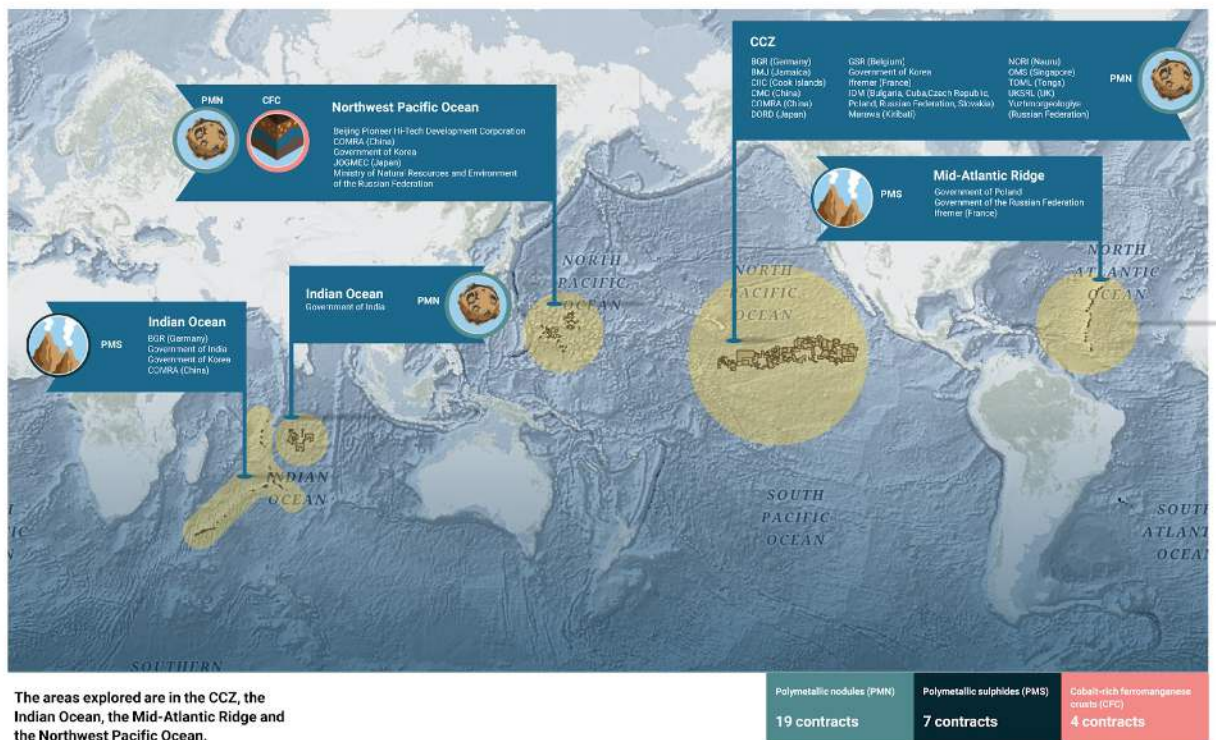 CCZ
BGR (Germany)
BMJ (Jamaica)
CIIC (Cook Islands)
CMC (China)
COMRA (China)
DORD (Japan)
GSR (Belgium)
Government of Korea
Ifremer (France)
IOM (Bulgaria, Cuba,Czech Republic,
Poland, Russian Federation, Slovakia)
Marawa (Kiribati)
NORI (Nauru)
OMS (Singapore)
TOML (Tonga)
UKSRL (UK)
Yuzhmorgeologiya
(Russian Federation)
PMN
PMN
CFC
Northwest Pacific Ocean
Beijing Pioneer Hi-Tech Development Corporation
COMRA (China)
Government of Korea
JOGMEC (Japan)
Ministry of Natural Resources and Environment
of the Russian Federation
PMS
Mid-Atlantic Ridge
Government of Poland
Government of the Russian Federation
Ifremer (France)
Indian Ocean
Government of India
PMN
PMS
Indian Ocean
BGR (Germany)
Government of India
Government of Korea
COMRA (China)
NORTH
PACIFIC
OCEAN
NORTH
PACIFIC
OCEAN
NORTH
ATLANTIC
OCEAN
INDIAN
OCEAN
SOUTH
PACIFIC
OCEAN
SOUTH
ATLANT
OCEA
SOUTHERN
The areas explored are in the CCZ, the
Indian Ocean, the Mid-Atlantic Ridge and
the Northwest Pacific Ocean.
Polymetallic nodules (PMN)
19 contracts
Polymetallic sulphides (PMS)
7 contracts
Cobalt-rich ferromanganese
crusts (CFC)
4 contracts